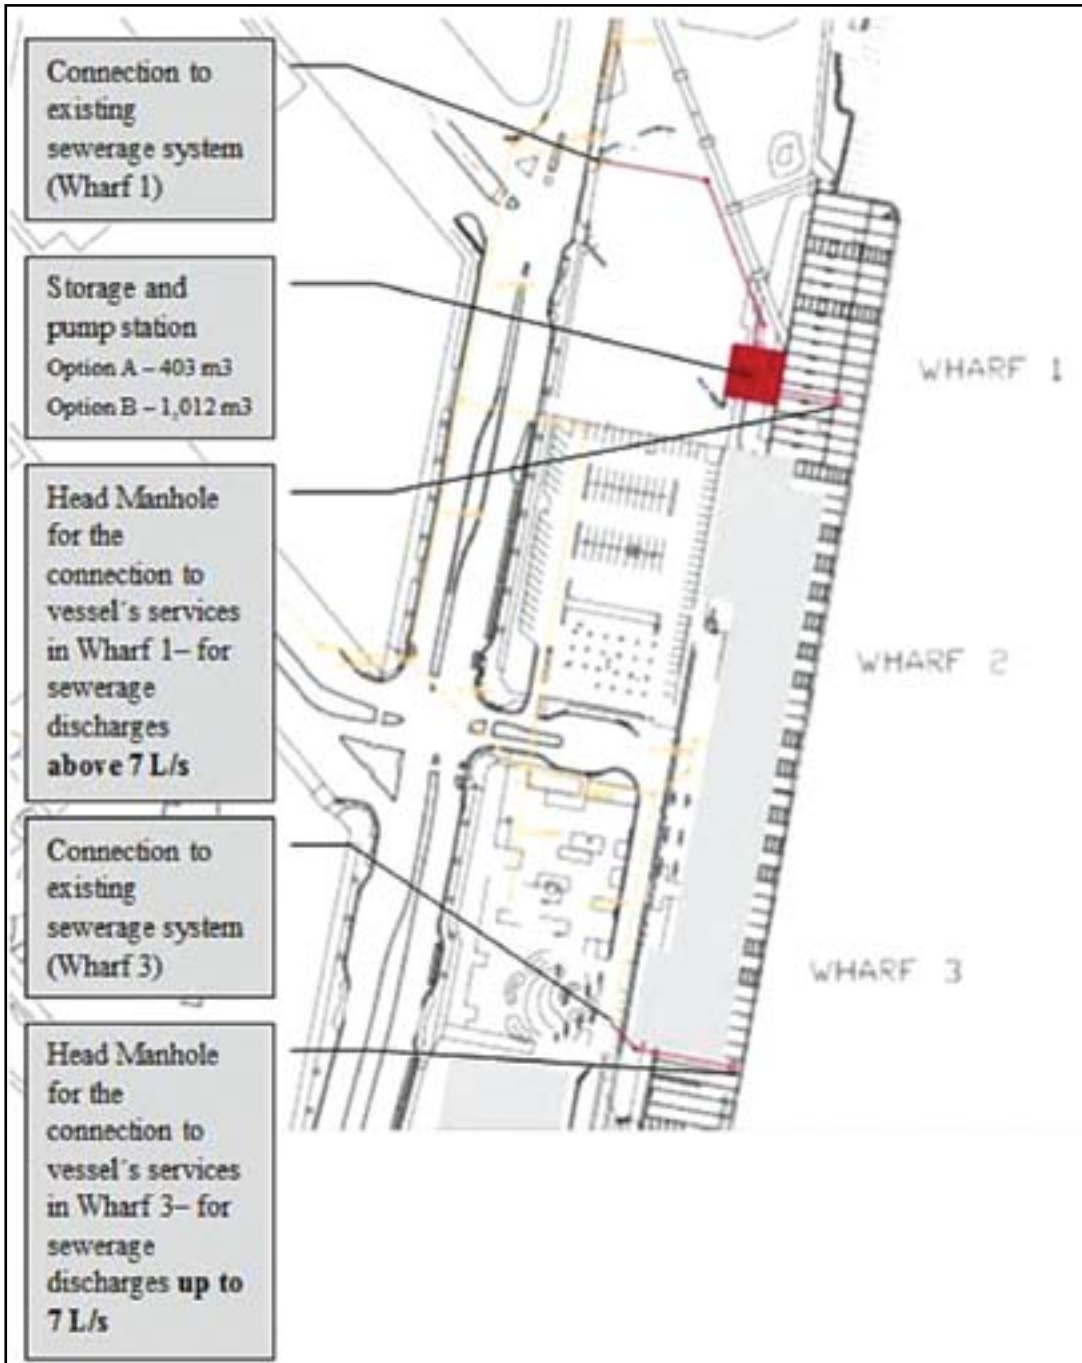 Connection to
existing
sewerage system
(Wharf 1)
Storage and
pump station
Option A – 403 m3
Option B – 1,012 m3
Head Manhole
for the
connection to
vessel´s services
in Wharf 1– for
sewerage
discharges
above 7 L/s
Connection to
existing
sewerage system
(Wharf 3)
Head Manhole
for the
connection to
vessel´s services
in Wharf 3– for
sewerage
discharges up to
7 L/s
WHARF 1
WHARF 2
WHARF 3